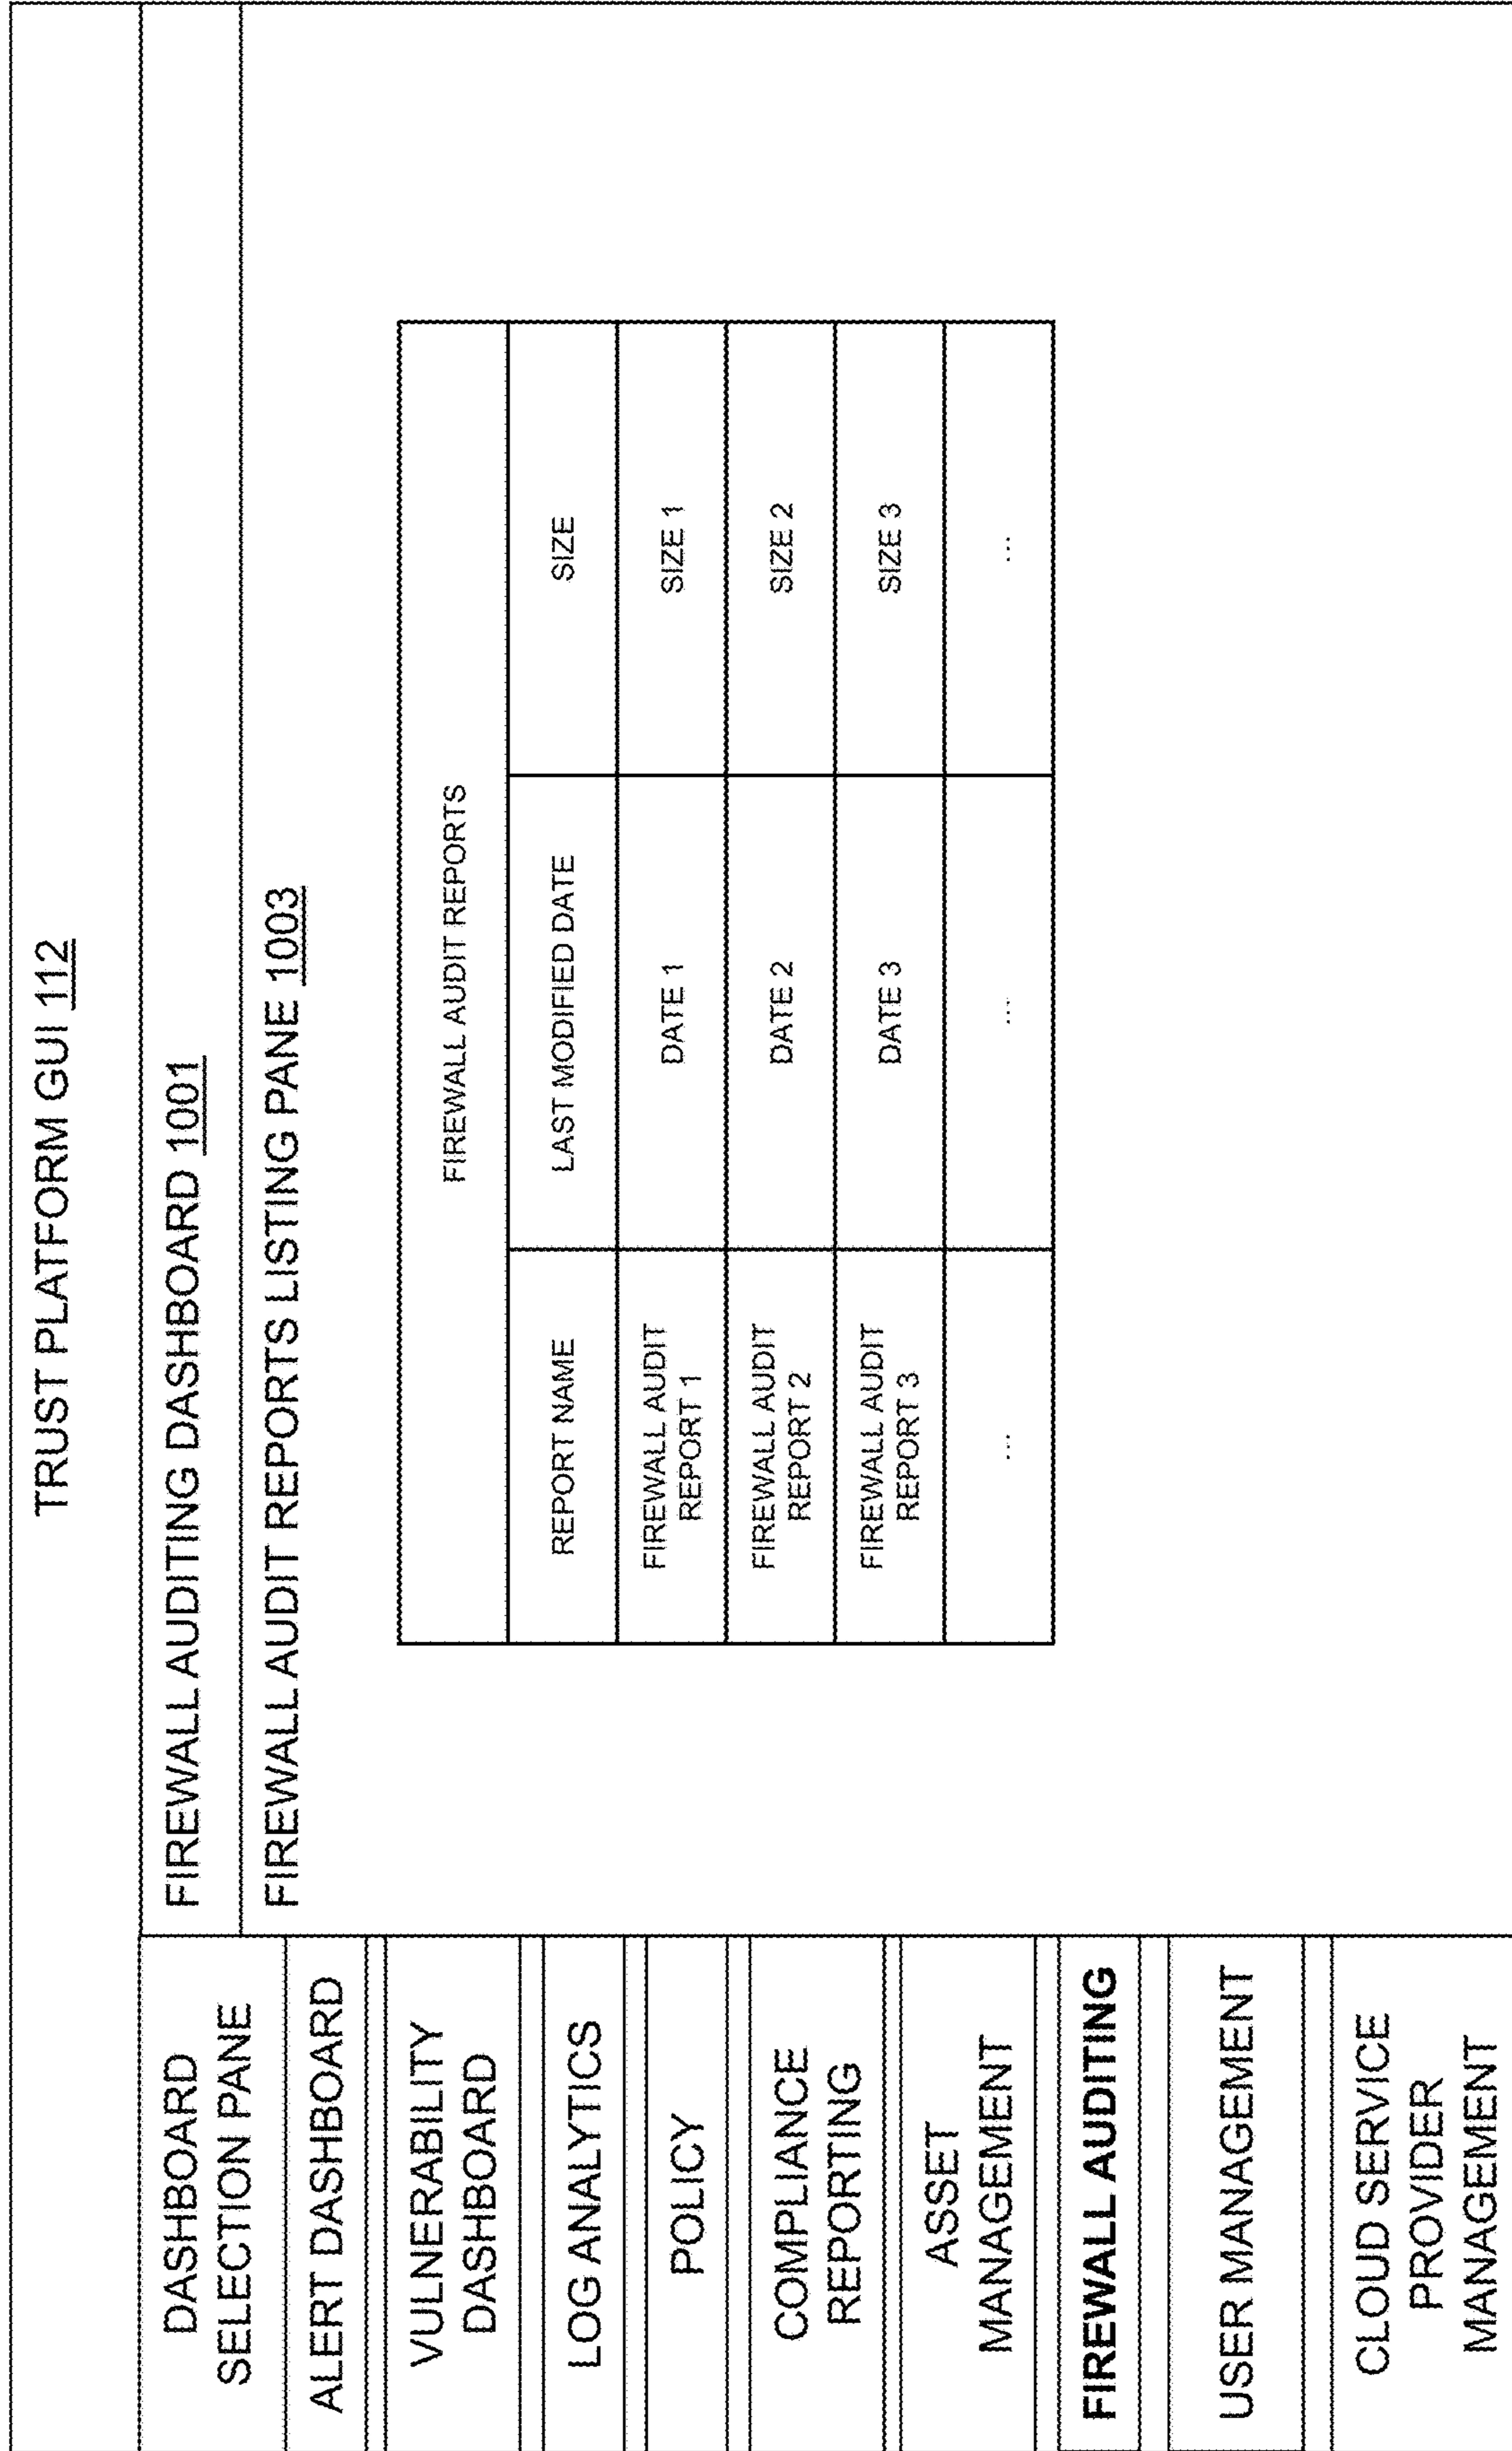 TRUST PLATFORM GUI 112
FIREWALL AUDITING DASHBOARD 1001
FIREWALL AUDIT REPORTS LISTING PANE 1003
DASHBOARD
SELECTION PANE
ALERT DASHBOARD
VULNERABILITY
DASHBOARD
LOG ANALYTICS
POLICY
COMPLIANCE
REPORTING
ASSET
MANAGEMENT
FIREWALL AUDITING
USER MANAGEMENT
CLOUD SERVICE
PROVIDER
MANAGEMENT
FIREWALL AUDIT REPORTS
REPORT NAME LAST MODIFIED DATE SIZE
FIREWALL AUDIT
REPORT 1
DATE 1 SIZE 1
FIREWALL AUDIT
REPORT 2
DATE 2 SIZE 2
FIREWALL AUDIT
REPORT 3
DATE 3 SIZE 3
... ... ...